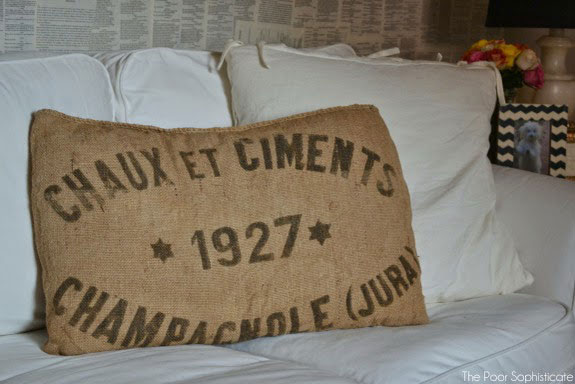 CHAUX ET CIMENTS
1927
CHAMPAGNOLE (JURA)
The Poor Sophisticate